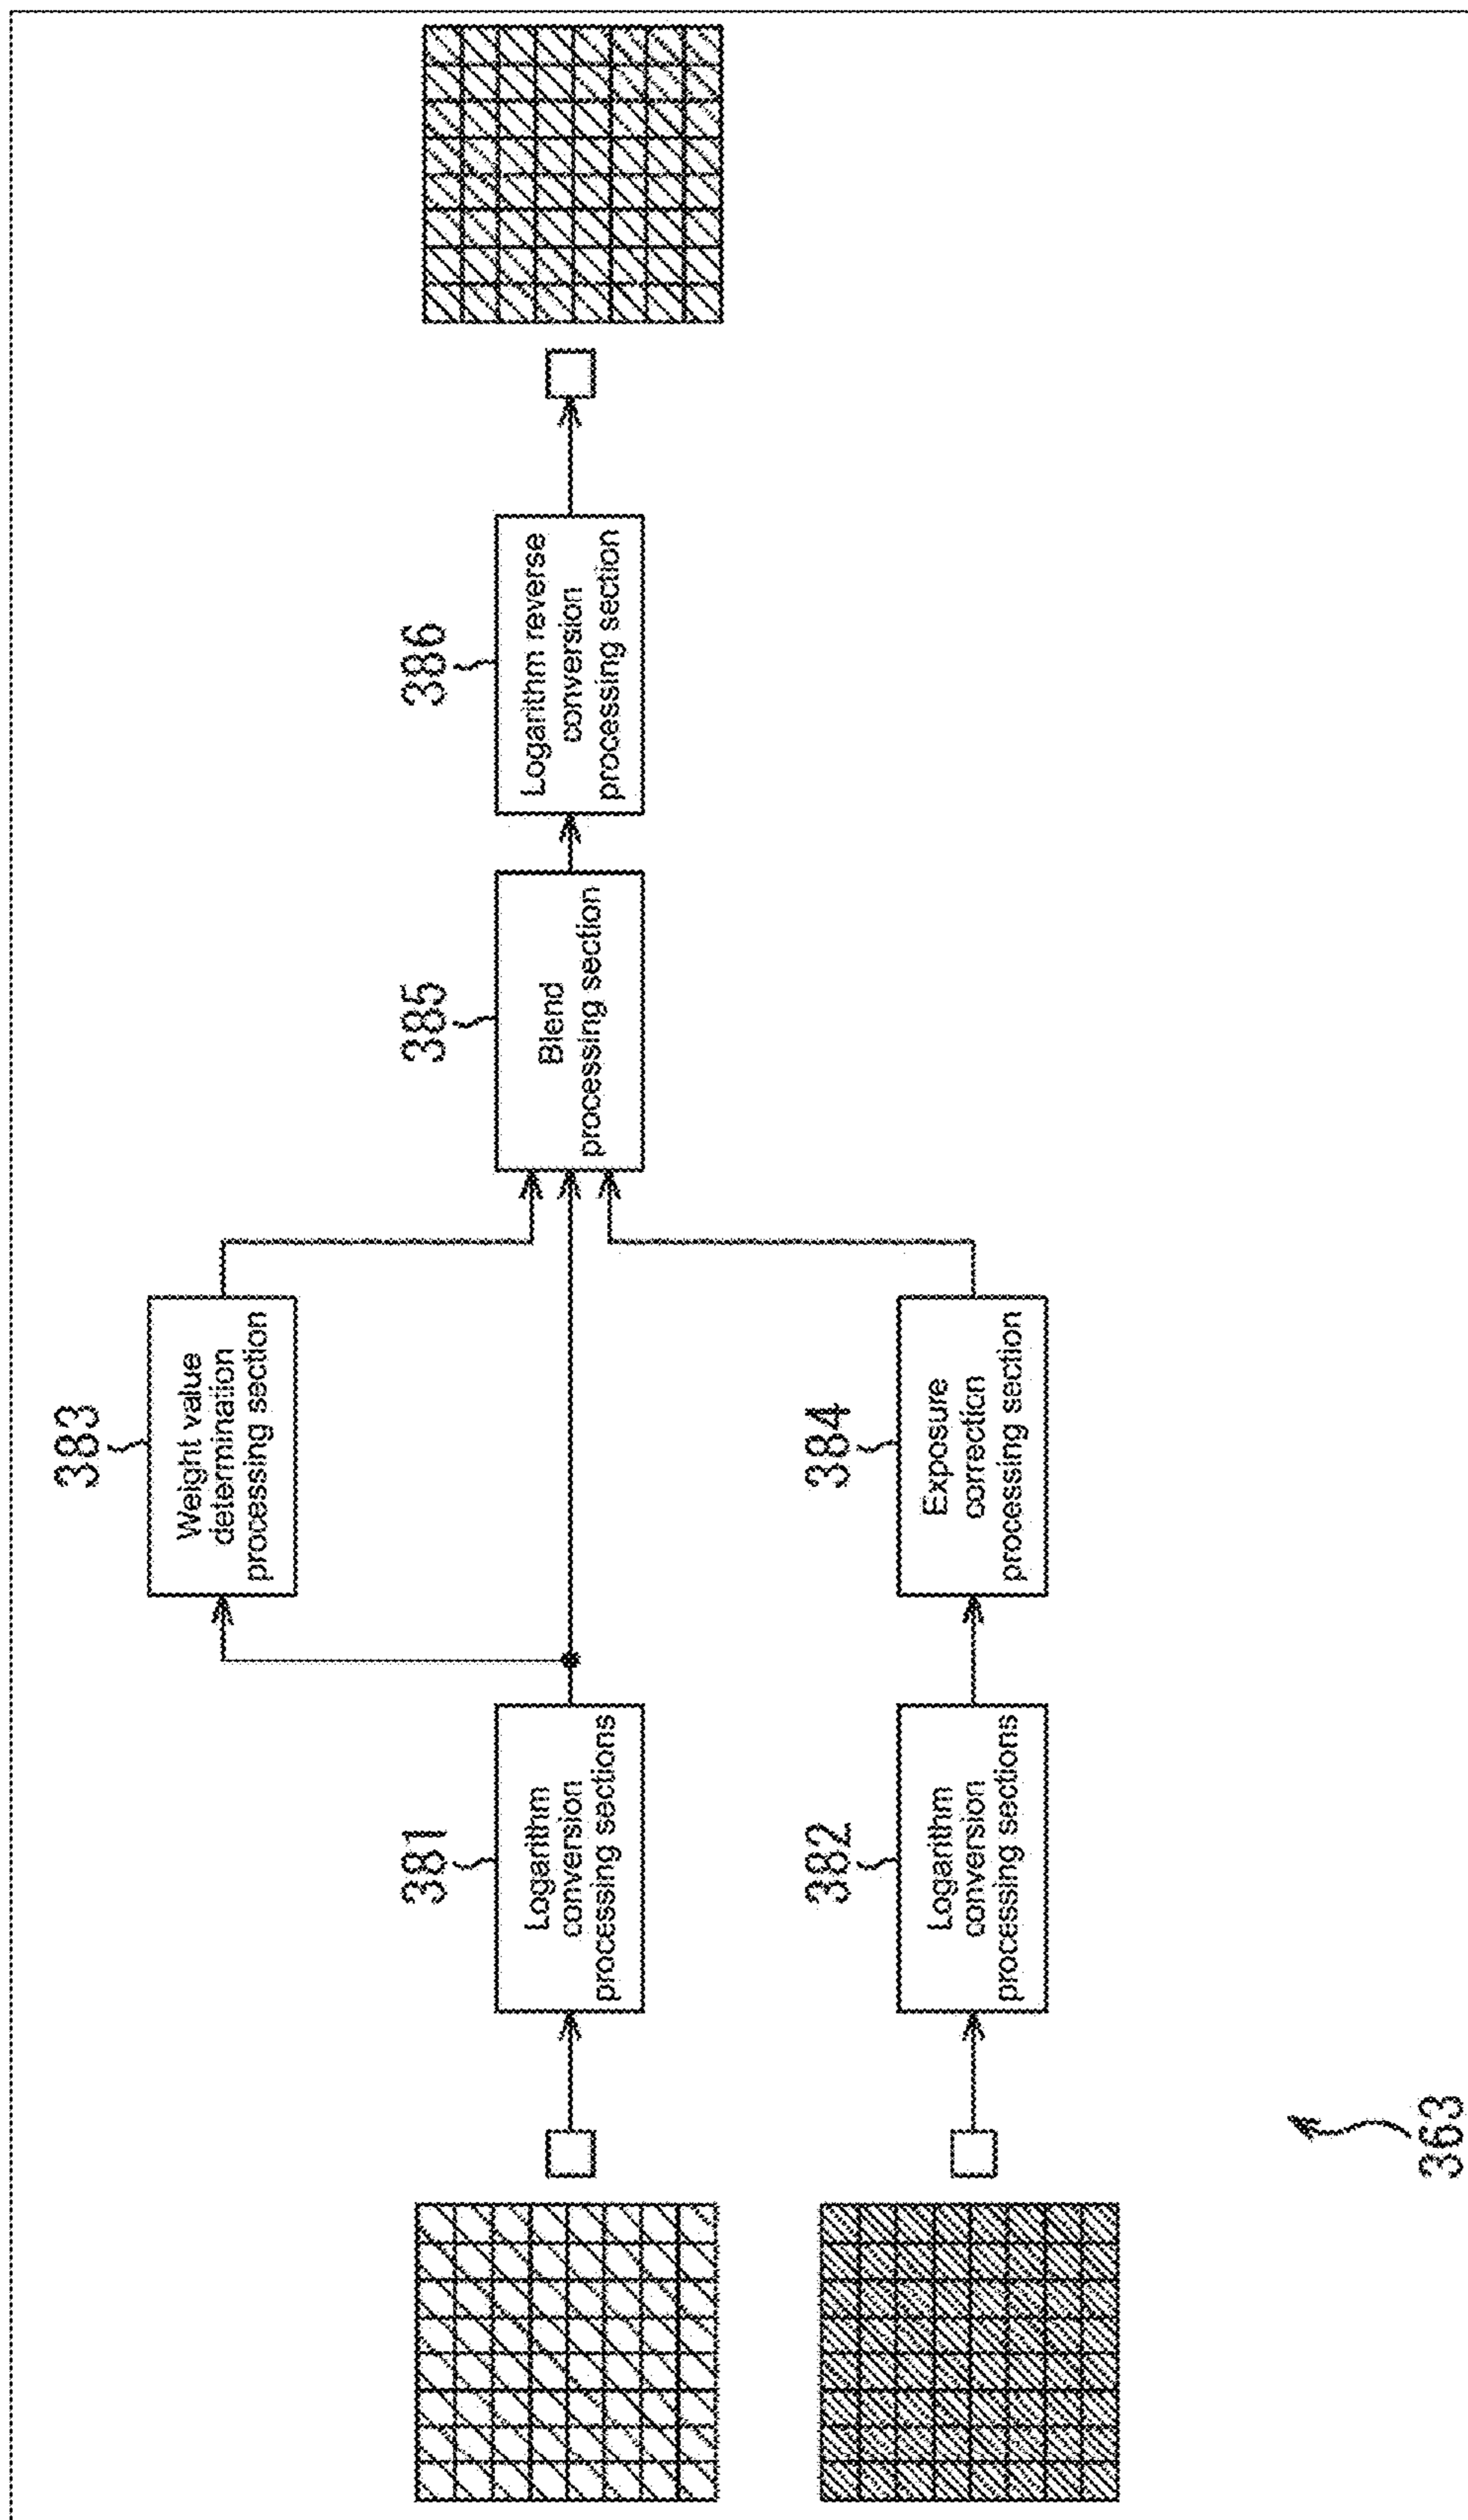 383
Weight value
determination
processing section
381
Logarithm
conversion
processing sections
385
Blend
processing section
386
Logarithm reverse
conversion
processing section
382
Logarithm
conversion
processing sections
384
Exposure
correction
processing section
363